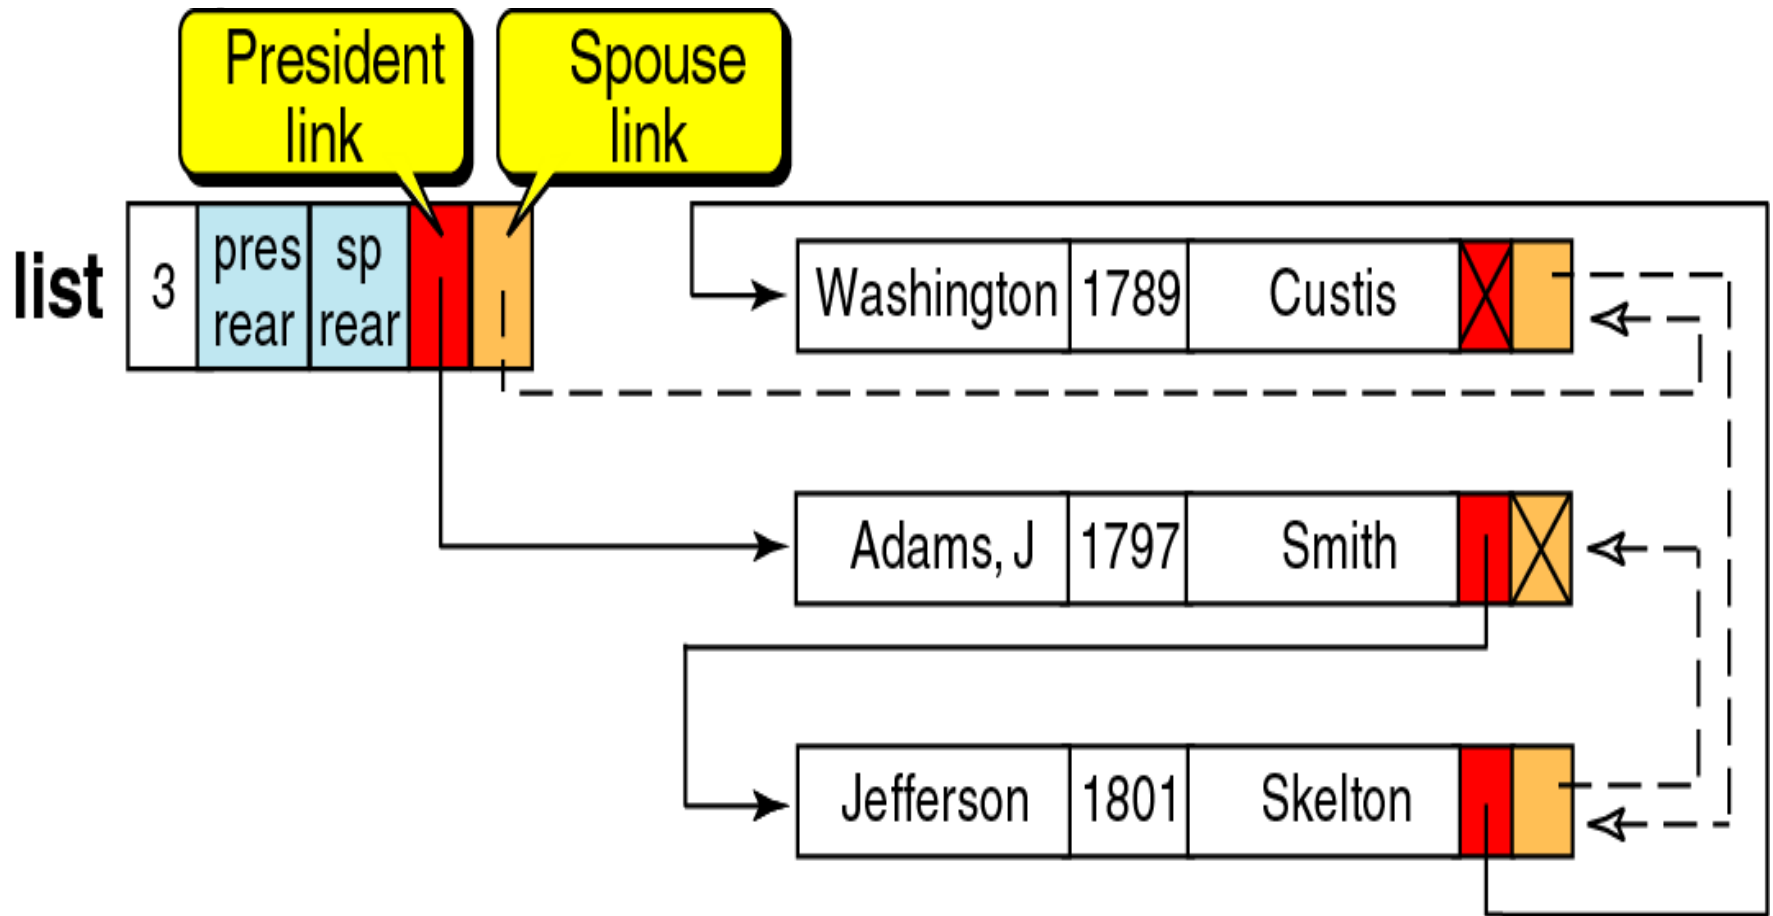 President
link
Spouse
link
list
3
pres
rear
sp
rear
Washington 1789 Custis
Adams, J 1797 Smith
Jefferson 1801 Skelton